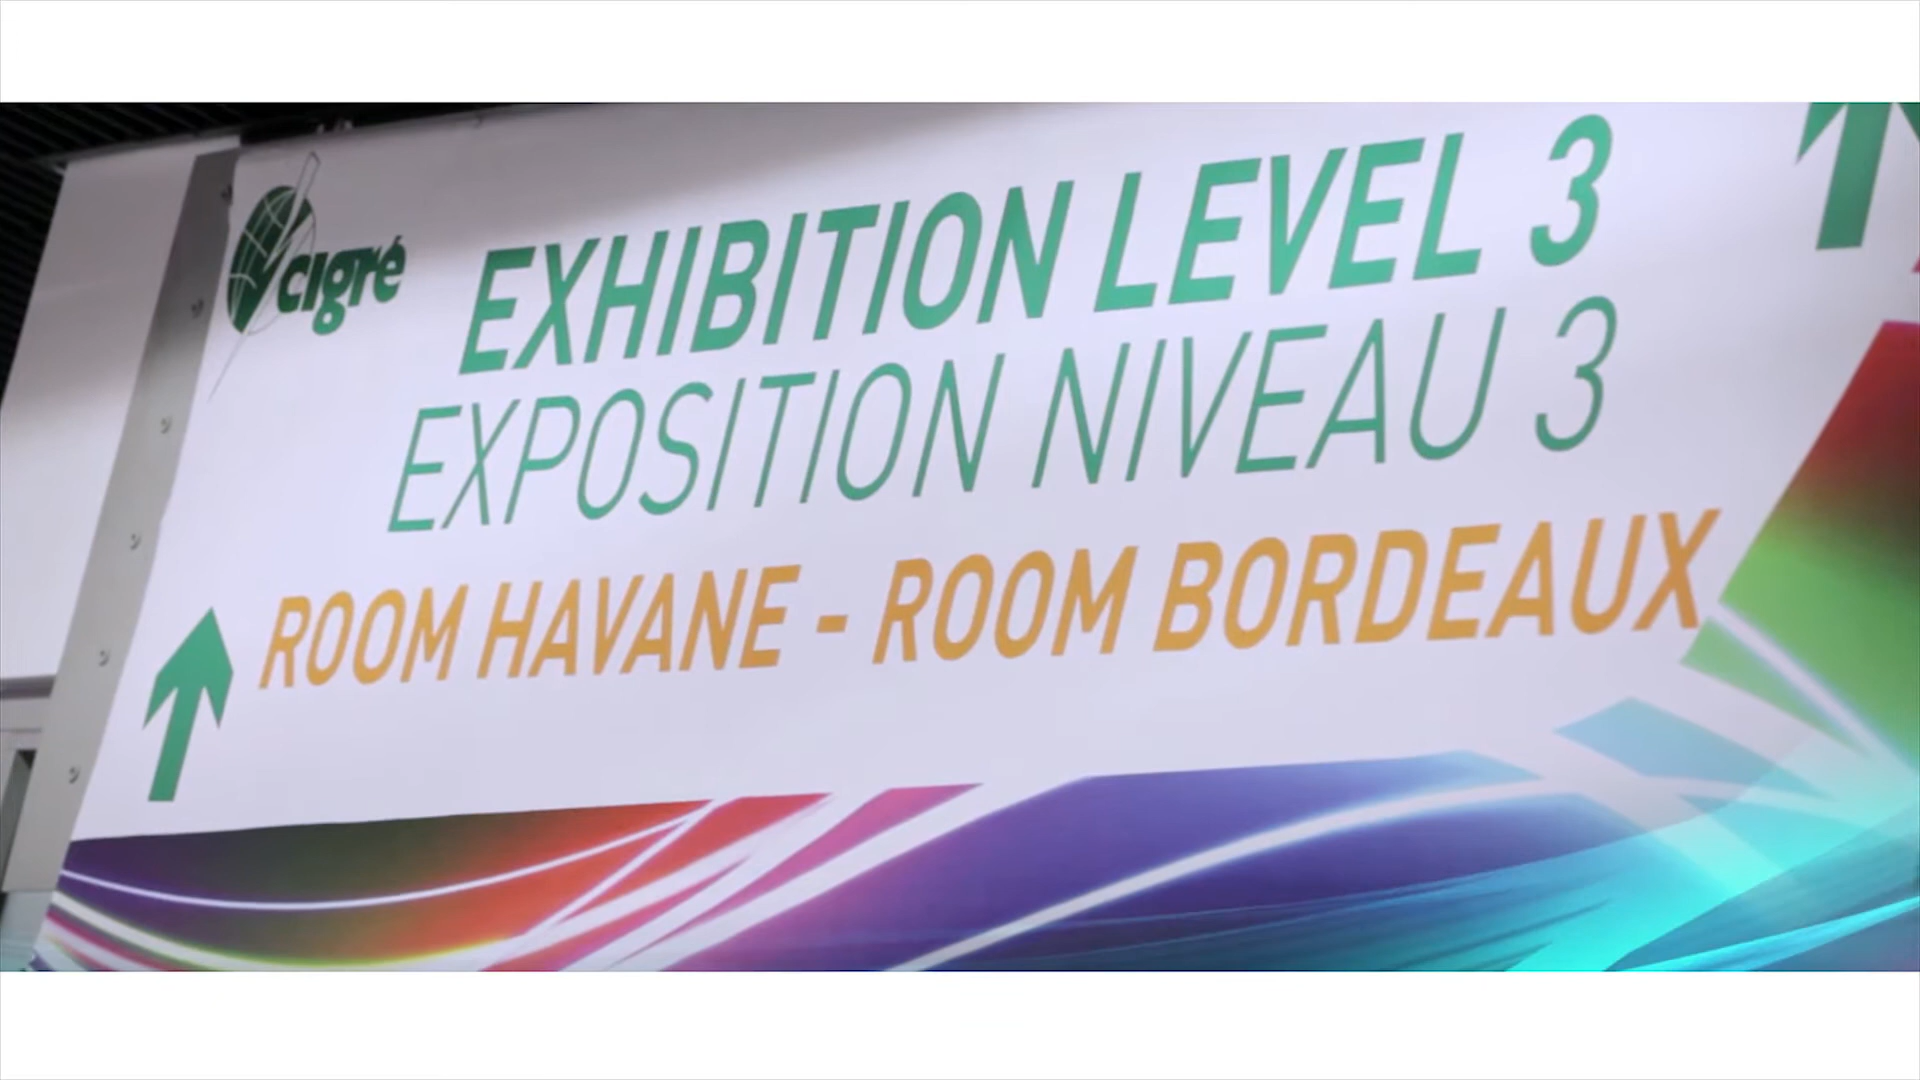 cigré
EXHIBITION LEVEL 3
EXPOSITION NIVEAU 3
ROOM HAVANE - ROOM BORDEAUX